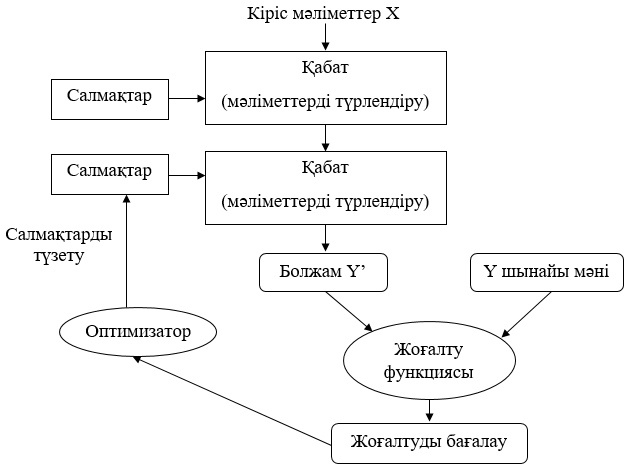 Кіріс мәліметтер X
Қабат
(мәліметтерді түрлендіру)
Салмақтар
Қабат
(мәліметтерді түрлендіру)
Салмақтар
Салмақтарды
түзету
Болжам Y’
Y шынайы мәні
Оптимизатор
Жоғалту
функциясы
Жоғалтуды бағалау